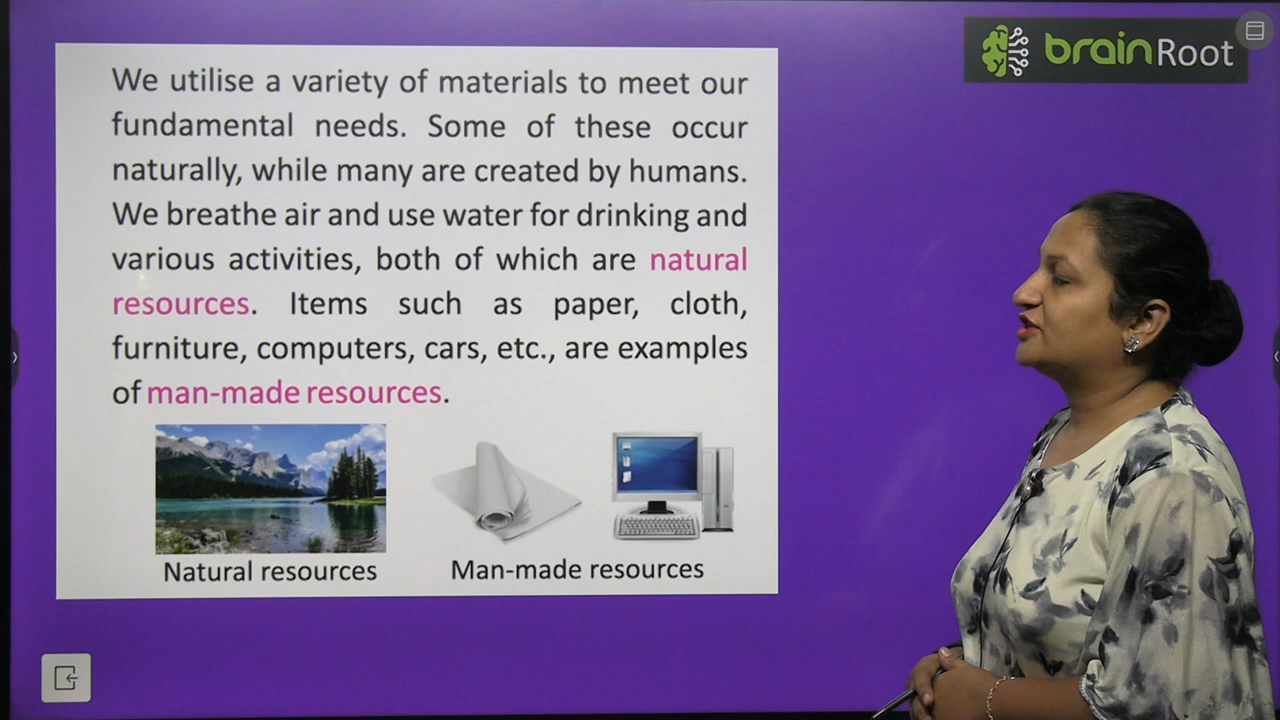 brainRoot
We utilise a variety of materials to meet our
fundamental needs. Some of these occur
naturally, while many are created by humans.
We breathe air and use water for drinking and
various activities, both of which are natural
resources. Items such as paper, cloth,
furniture, computers, cars, etc., are examples
of man-made resources.
Natural resources
Man-made resources